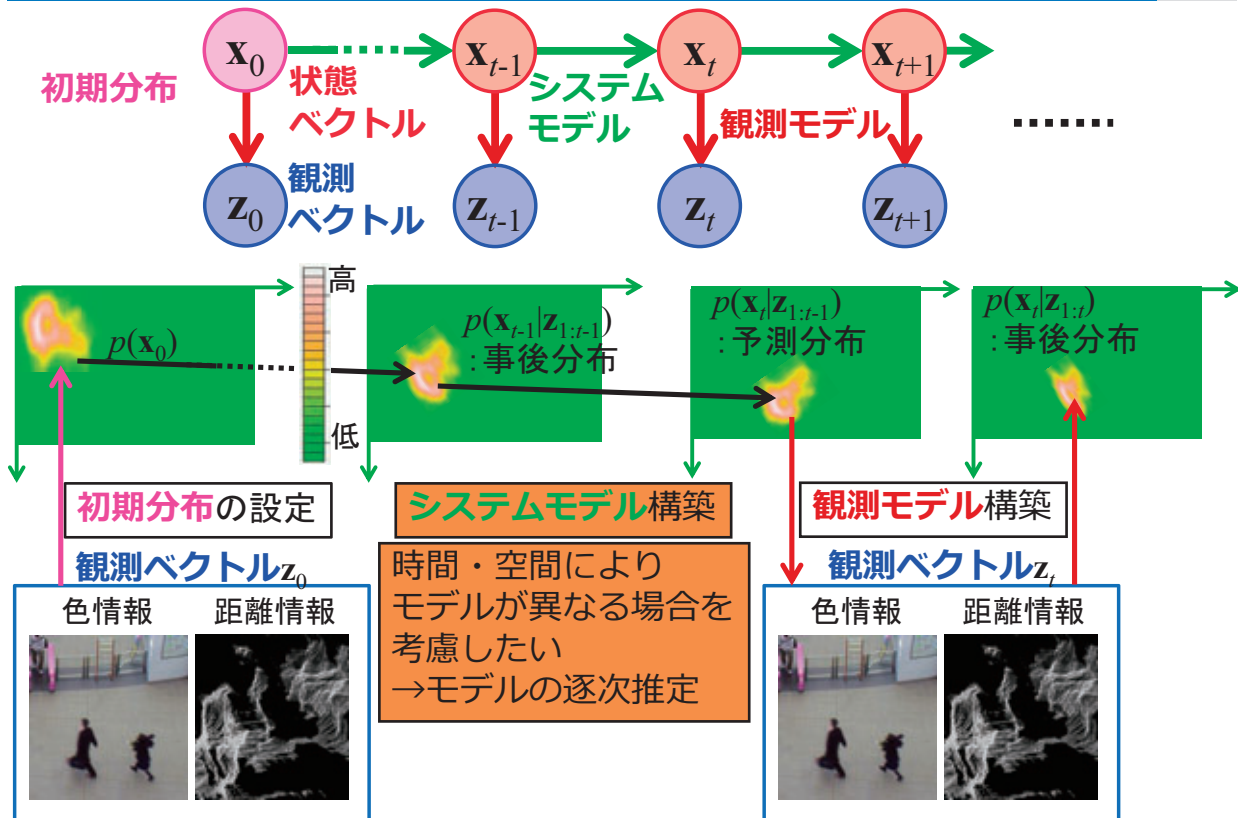 x₀
xₜ₋₁
xₜ
xₜ₊₁
初期分布
状態
ベクトル
システム
モデル
観測モデル
........
z₀
観測
ベクトル
zₜ₋₁
zₜ
zₜ₊₁
高
低
p(x₀)
p(xₜ₋₁|z₁:ₜ₋₁)
:事後分布
p(xₜ|z₁:ₜ₋₁)
:予測分布
p(xₜ|z₁:ₜ)
:事後分布
初期分布の設定
システムモデル構築
観測モデル構築
観測ベクトルz₀
色情報 距離情報
時間・空間により
モデルが異なる場合を
考慮したい
→モデルの逐次推定
観測ベクトルzₜ
色情報 距離情報